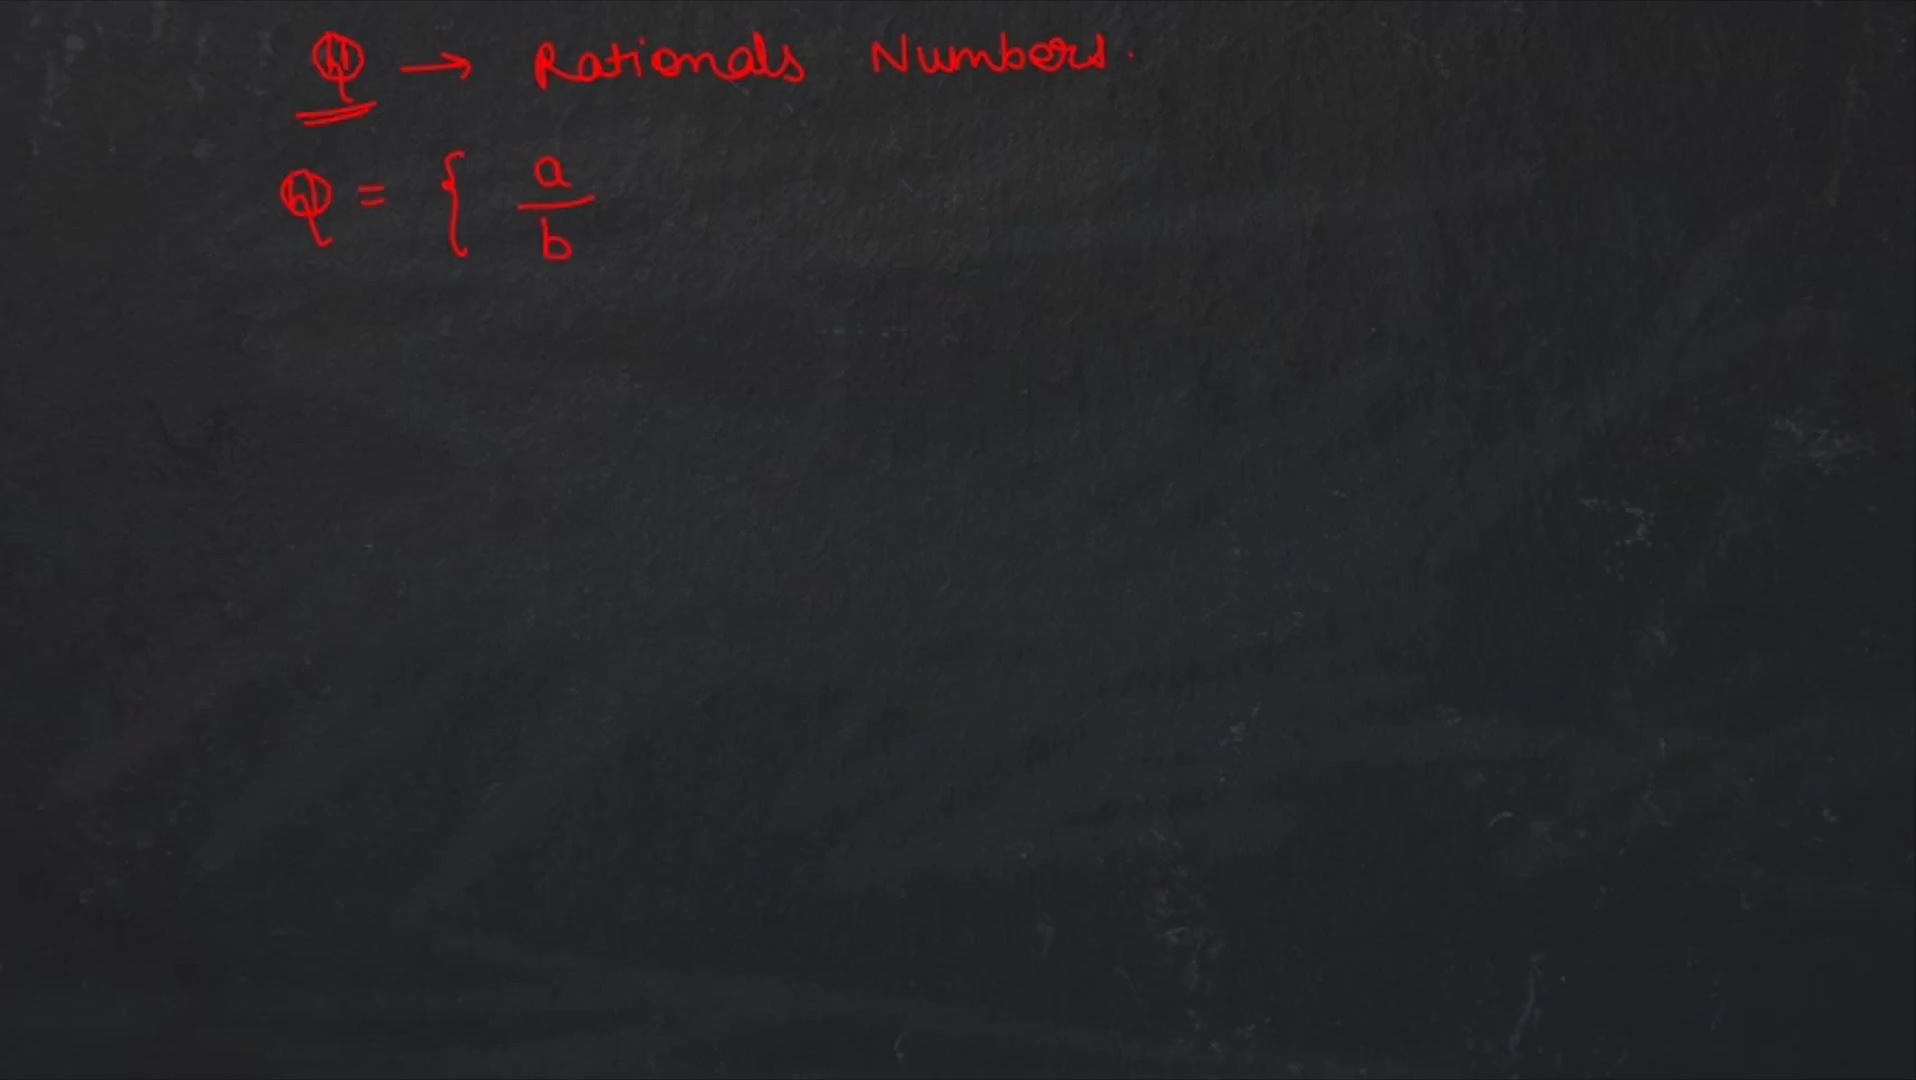 ℚ → Rationals Numbers.
ℚ = { a/b